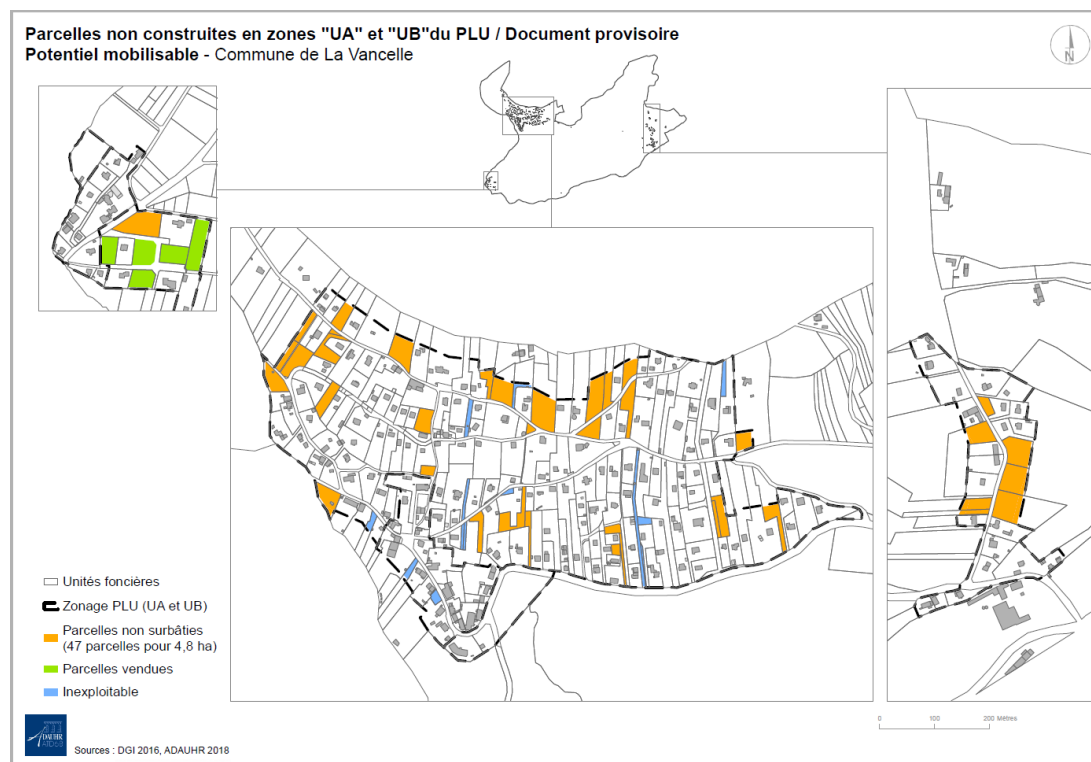 Parcelles non construites en zones "UA" et "UB"du PLU / Document provisoire
Potentiel mobilisable - Commune de La Vancelle
N
Unités foncières
Zonage PLU (UA et UB)
Parcelles non surbâties
(47 parcelles pour 4,8 ha)
Parcelles vendues
Inexploitable
0 100 200 Mètres
ADAUHR
Sources : DGI 2016, ADAUHR 2018